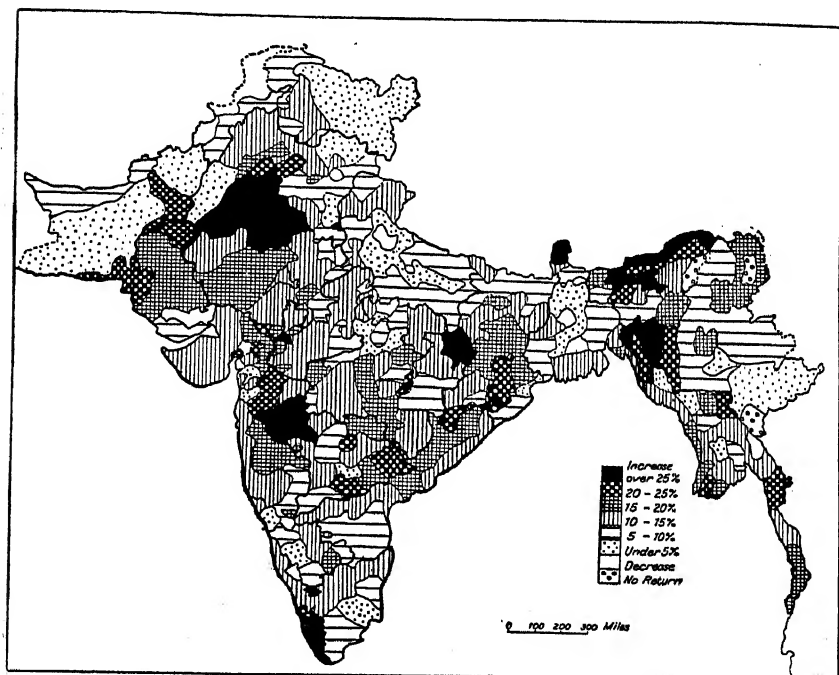 Increase
over 25%
20 - 25%
15 - 20%
10 - 15%
5 - 10%
Under 5%
Decrease
No Return
0 100 200 300 Miles